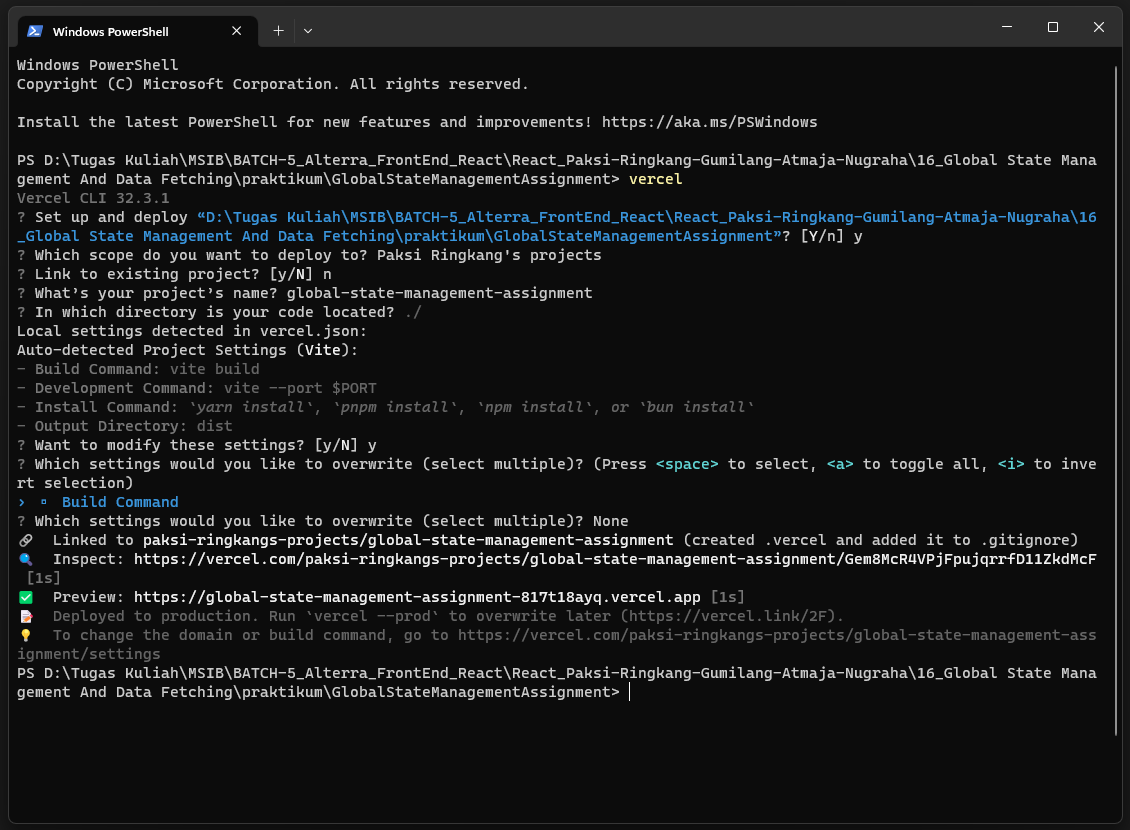 Windows PowerShell
Windows PowerShell
Copyright (C) Microsoft Corporation. All rights reserved.
Install the latest PowerShell for new features and improvements! https://aka.ms/PSWindows
PS D:\Tugas Kuliah\MSIB\BATCH-5_Alterra_FrontEnd_React\React_Paksi-Ringkang-Gumilang-Atmaja-Nugraha\16_Global State Mana
gement And Data Fetching\praktikum\GlobalStateManagementAssignment> vercel
Vercel CLI 32.3.1
? Set up and deploy “D:\Tugas Kuliah\MSIB\BATCH-5_Alterra_FrontEnd_React\React_Paksi-Ringkang-Gumilang-Atmaja-Nugraha\16
_Global State Management And Data Fetching\praktikum\GlobalStateManagementAssignment”? [Y/n] y
? Which scope do you want to deploy to? Paksi Ringkang's projects
? Link to existing project? [y/N] n
? What’s your project’s name? global-state-management-assignment
? In which directory is your code located? ./
Local settings detected in vercel.json:
Auto-detected Project Settings (Vite):
- Build Command: vite build
- Development Command: vite --port $PORT
- Install Command: `yarn install`, `pnpm install`, `npm install`, or `bun install`
- Output Directory: dist
? Want to modify these settings? [y/N] y
? Which settings would you like to overwrite (select multiple)? (Press <space> to select, <a> to toggle all, <i> to inve
rt selection)
› ▫ Build Command
? Which settings would you like to overwrite (select multiple)? None
🔗 Linked to paksi-ringkangs-projects/global-state-management-assignment (created .vercel and added it to .gitignore)
🔍 Inspect: https://vercel.com/paksi-ringkangs-projects/global-state-management-assignment/Gem8McR4VPjFpujqrrfD11ZkdMcF
[1s]
✅ Preview: https://global-state-management-assignment-817t18ayq.vercel.app [1s]
📝 Deployed to production. Run `vercel --prod` to overwrite later (https://vercel.link/2F).
💡 To change the domain or build command, go to https://vercel.com/paksi-ringkangs-projects/global-state-management-ass
ignment/settings
PS D:\Tugas Kuliah\MSIB\BATCH-5_Alterra_FrontEnd_React\React_Paksi-Ringkang-Gumilang-Atmaja-Nugraha\16_Global State Mana
gement And Data Fetching\praktikum\GlobalStateManagementAssignment>